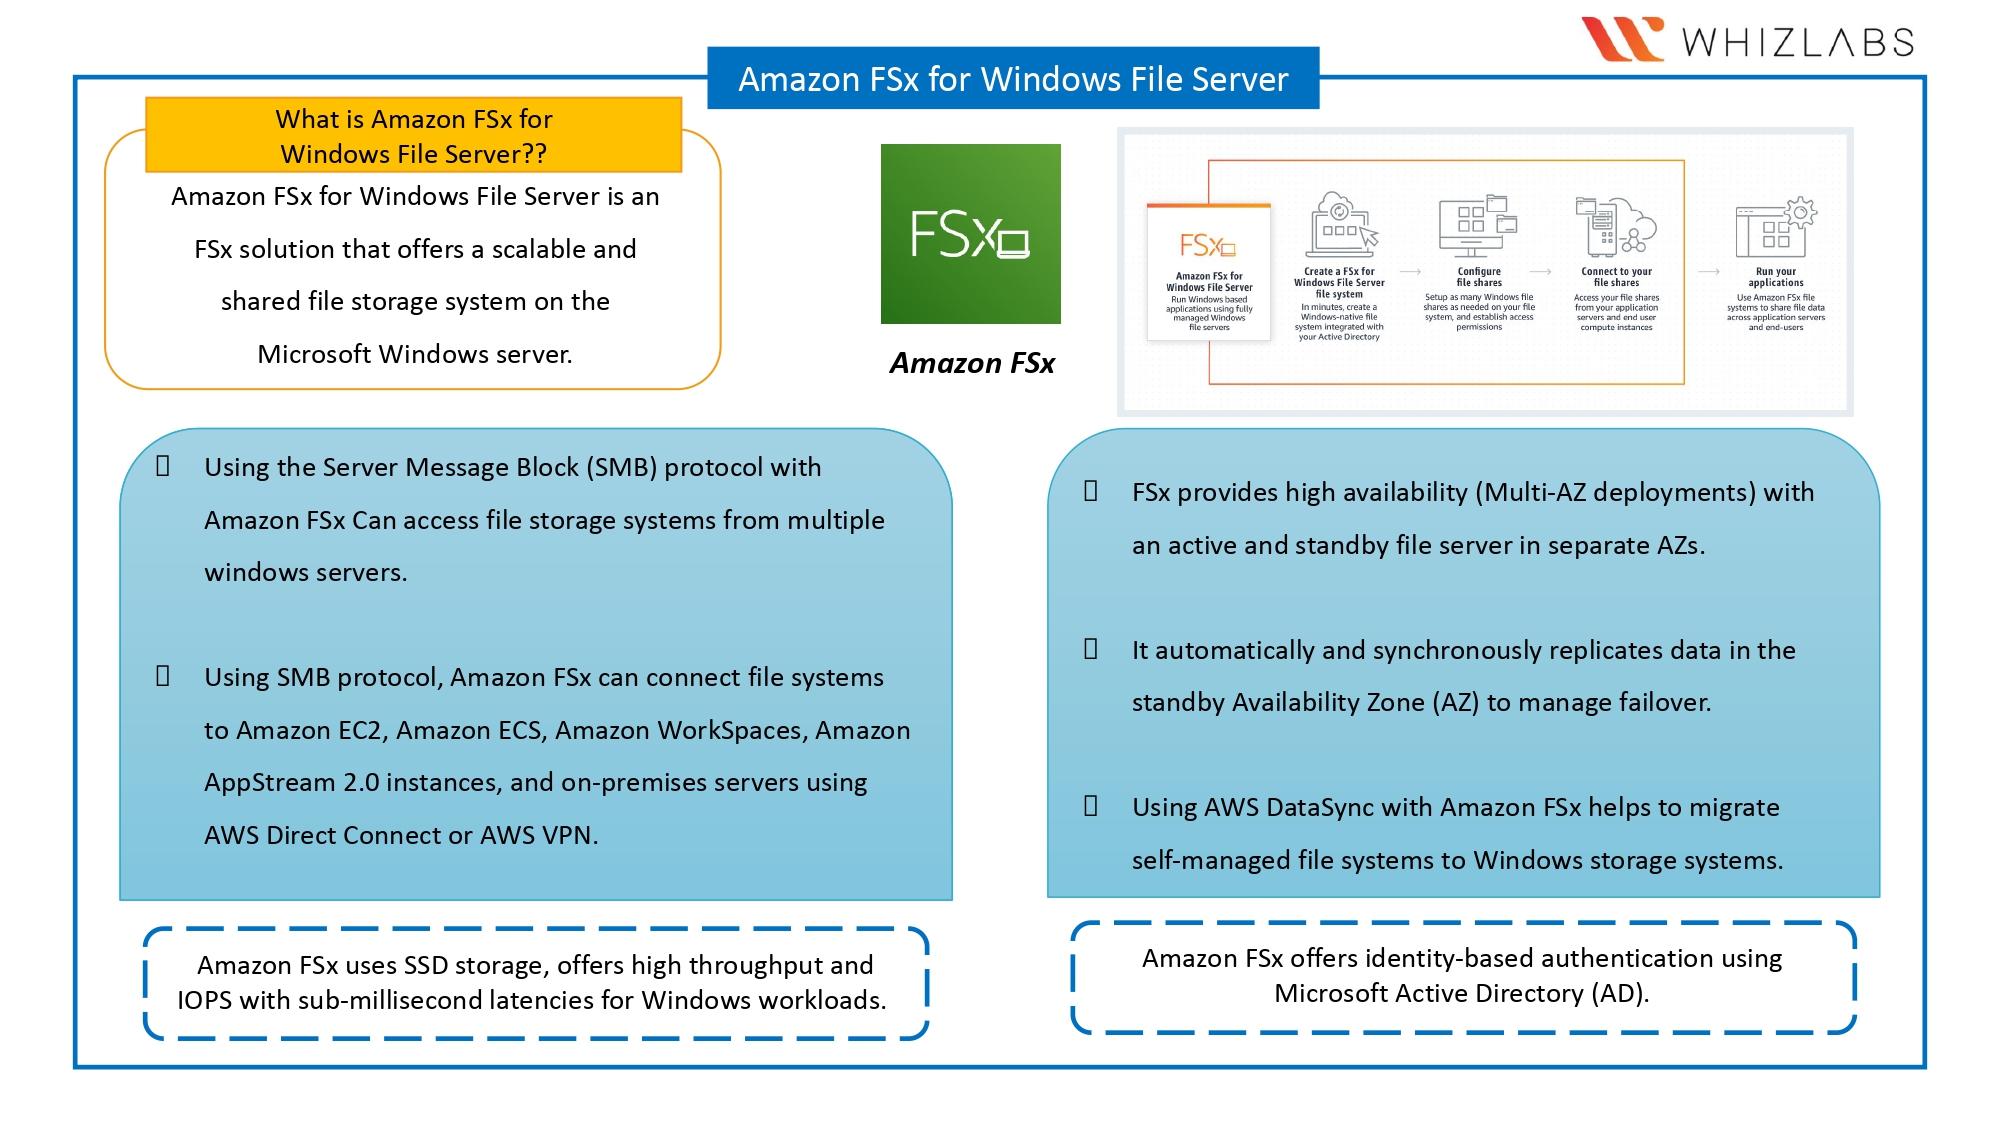 WHIZLABS
Amazon FSx for Windows File Server
What is Amazon FSx for
Windows File Server??
Amazon FSx for Windows File Server is an
FSx solution that offers a scalable and
shared file storage system on the
Microsoft Windows server.
FSx
Amazon FSx
FSx
Amazon FSx for
Windows File Server
Run Windows based
applications using fully
managed Windows
file servers
Create a FSx for
Windows File Server
file system
In minutes, create a
Windows-native file
system integrated with
your Active Directory
Configure
file shares
Setup as many Windows file
shares as needed on your file
system, and establish access
permissions
Connect to your
file shares
Access your file shares
from your application
servers and end user
compute instances
Run your
applications
Use Amazon FSx file
systems to share file data
across application servers
and end-users
Using the Server Message Block (SMB) protocol with
Amazon FSx Can access file storage systems from multiple
windows servers.
Using SMB protocol, Amazon FSx can connect file systems
to Amazon EC2, Amazon ECS, Amazon WorkSpaces, Amazon
AppStream 2.0 instances, and on-premises servers using
AWS Direct Connect or AWS VPN.
FSx provides high availability (Multi-AZ deployments) with
an active and standby file server in separate AZs.
It automatically and synchronously replicates data in the
standby Availability Zone (AZ) to manage failover.
Using AWS DataSync with Amazon FSx helps to migrate
self-managed file systems to Windows storage systems.
Amazon FSx uses SSD storage, offers high throughput and
IOPS with sub-millisecond latencies for Windows workloads.
Amazon FSx offers identity-based authentication using
Microsoft Active Directory (AD).